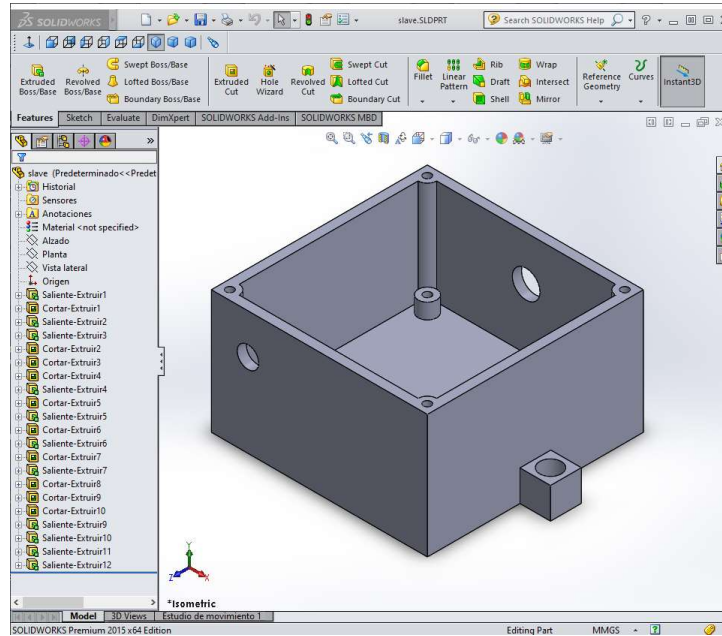 SOLIDWORKS
slave.SLDPRT
Search SOLIDWORKS Help
Extruded Boss/Base
Revolved Boss/Base
Swept Boss/Base
Lofted Boss/Base
Boundary Boss/Base
Extruded Cut
Hole Wizard
Revolved Cut
Swept Cut
Lofted Cut
Boundary Cut
Fillet
Linear Pattern
Rib
Draft
Shell
Wrap
Intersect
Mirror
Reference Geometry
Curves
Instant3D
Features Sketch Evaluate DimXpert SOLIDWORKS Add-Ins SOLIDWORKS MBD
slave (Predeterminado<<Predet
Historial
Sensores
Anotaciones
Material <not specified>
Alzado
Planta
Vista lateral
Origen
Saliente-Extruir1
Cortar-Extruir1
Saliente-Extruir2
Saliente-Extruir3
Cortar-Extruir2
Cortar-Extruir3
Cortar-Extruir4
Saliente-Extruir4
Cortar-Extruir5
Saliente-Extruir5
Cortar-Extruir6
Saliente-Extruir6
Cortar-Extruir7
Saliente-Extruir7
Cortar-Extruir8
Cortar-Extruir9
Cortar-Extruir10
Saliente-Extruir9
Saliente-Extruir10
Saliente-Extruir11
Saliente-Extruir12
Y
Z
X
*Isometric
Model 3D Views Estudio de movimiento 1
SOLIDWORKS Premium 2015 x64 Edition
Editing Part
MMGS